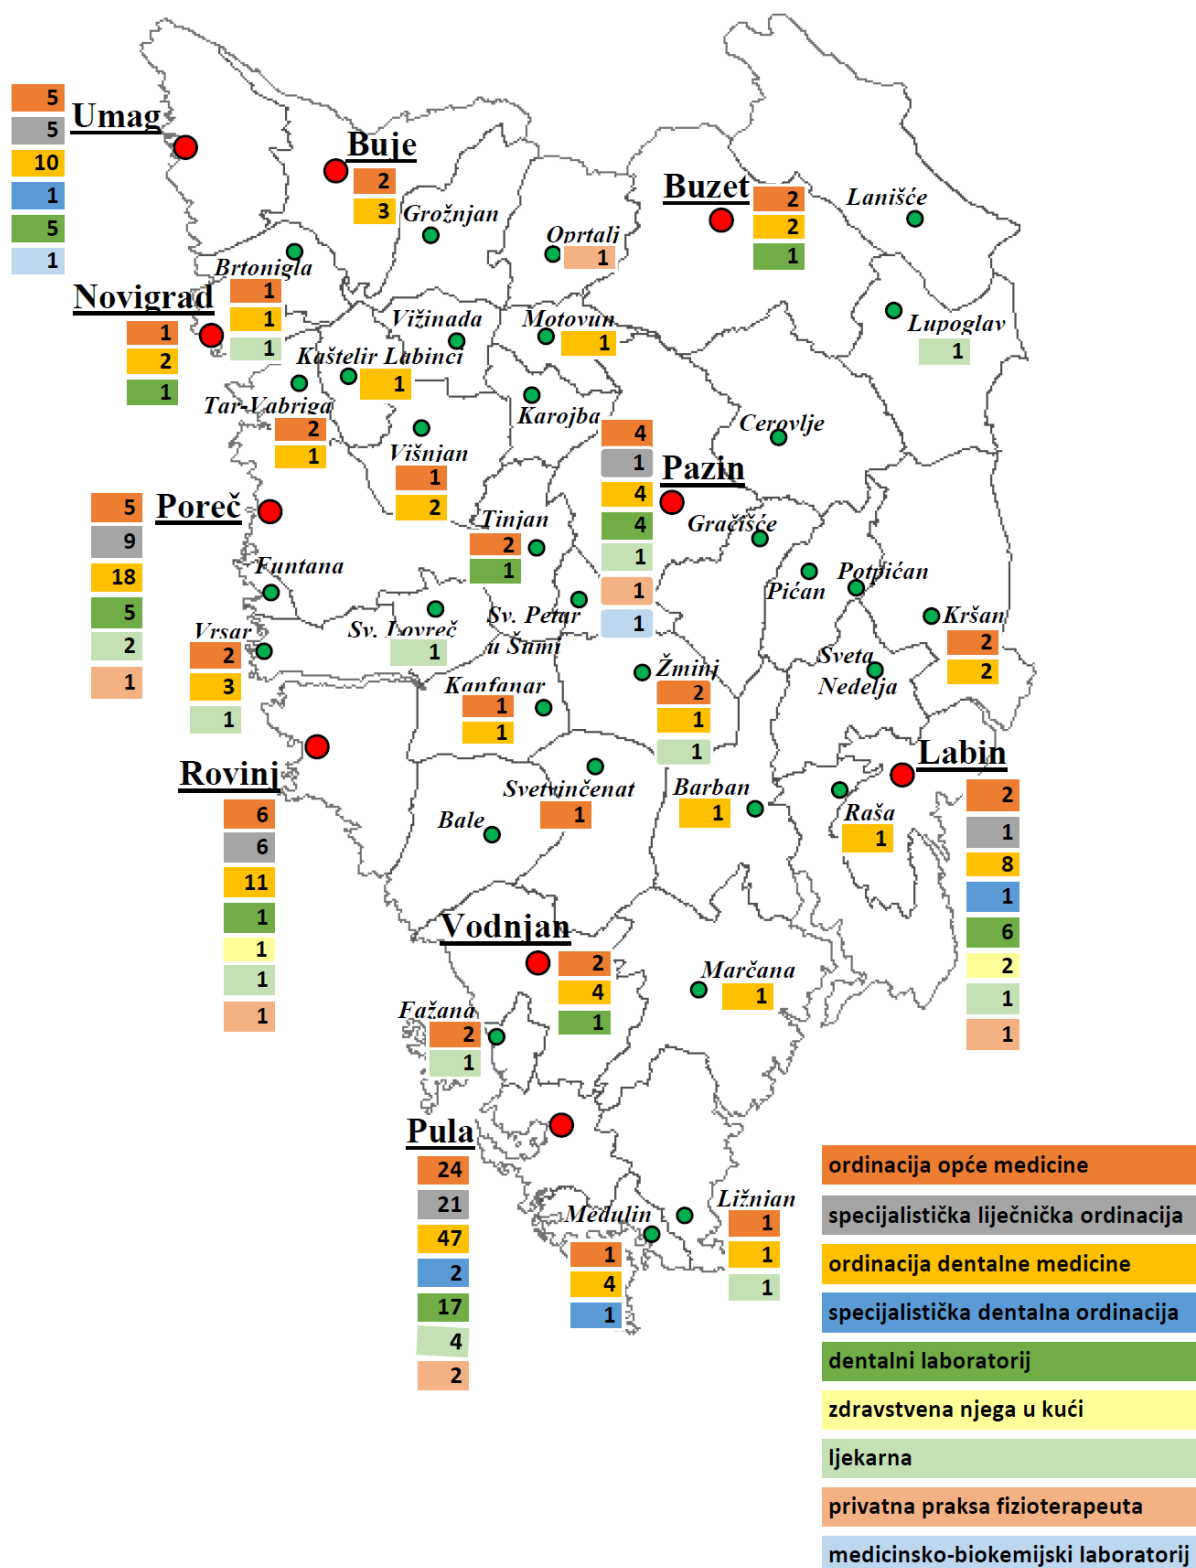 5
Umag
5
10
1
5
1
Buje
2
3
Grožnjan
Oprtalj
1
Buzet
2
2
1
Lanišće
Brtonigla
1
1
1
Novigrad
1
2
1
Vižinada
Motovun
1
Lupoglav
1
Kaštelir Labinci
1
Tar-Vabriga
2
1
Karojba
Cerovlje
Višnjan
1
2
4
1
4
4
1
1
1
Pazin
Gračišće
Poreč
5
9
18
5
2
1
Tinjan
2
1
Funtana
Pićan
Potpićan
Sv. Lovreč
1
Sv. Petar
u Šumi
Kršan
2
2
Vrsar
2
3
1
Sveta
Nedelja
Žminj
2
1
1
Kanfanar
1
1
Rovinj
6
6
11
1
1
1
1
Labin
2
1
8
1
6
2
1
1
Svetvinčenat
1
Barban
1
Raša
1
Bale
Vodnjan
2
4
1
Marčana
1
Fažana
2
1
Pula
24
21
47
2
17
4
2
Medulin
1
4
1
Ližnjan
1
1
1
ordinacija opće medicine
specijalistička liječnička ordinacija
ordinacija dentalne medicine
specijalistička dentalna ordinacija
dentalni laboratorij
zdravstvena njega u kući
ljekarna
privatna praksa fizioterapeuta
medicinsko-biokemijski laboratorij